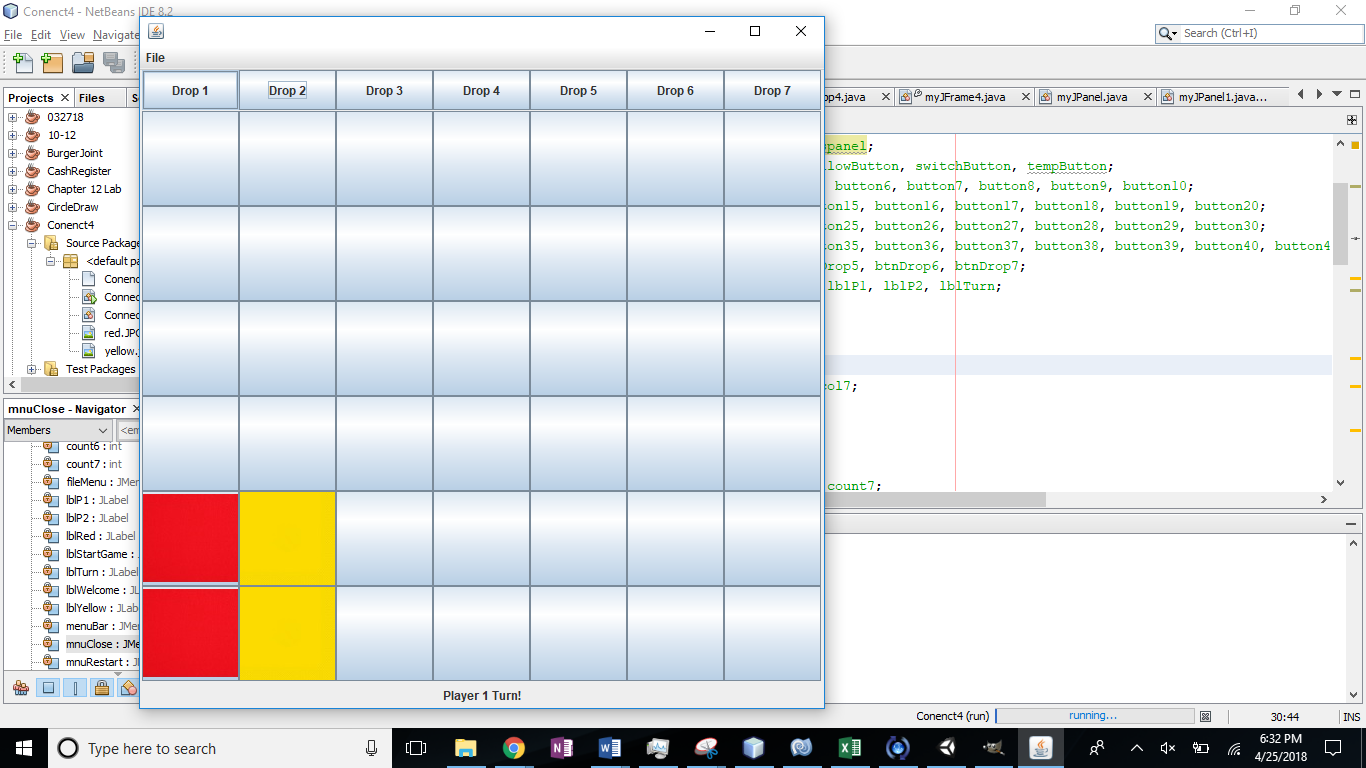 Conenct4 - NetBeans IDE 8.2
File Edit View Navigate
Search (Ctrl+I)
File
Drop 1 Drop 2 Drop 3 Drop 4 Drop 5 Drop 6 Drop 7
Projects Files
myJFrame4.java myJPanel.java myJPanel1.java...
032718
10-12
BurgerJoint
CashRegister
Chapter 12 Lab
CircleDraw
Conenct4
Source Package
<default pa
Conenc
Connec
Connec
red.JPG
yellow.
Test Packages
panel;
lowButton, switchButton, tempButton;
button6, button7, button8, button9, button10;
on15, button16, button17, button18, button19, button20;
on25, button26, button27, button28, button29, button30;
on35, button36, button37, button38, button39, button40, button4
Drop5, btnDrop6, btnDrop7;
lblP1, lblP2, lblTurn;
col7;
count7;
mnuClose - Navigator
Members
<em
count6 : int
count7 : int
fileMenu : JMen
lblP1 : JLabel
lblP2 : JLabel
lblRed : JLabel
lblStartGame :
lblTurn : JLabel
lblWelcome : JL
lblYellow : JLab
menuBar : JMen
mnuClose : JMe
mnuRestart : J
Player 1 Turn!
Conenct4 (run) running... 30:44 INS
Type here to search
6:32 PM
4/25/2018